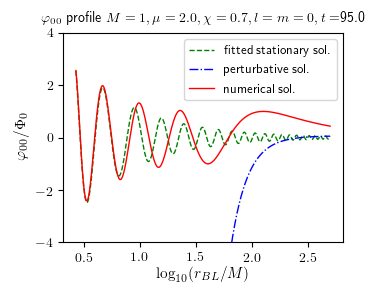 φ₀₀ profile M = 1, μ = 2.0, χ = 0.7, l = m = 0, t =95.0
4
2
0
−2
−4
φ₀₀/Φ₀
fitted stationary sol.
perturbative sol.
numerical sol.
0.5 1.0 1.5 2.0 2.5
log₁₀(r_BL/M)